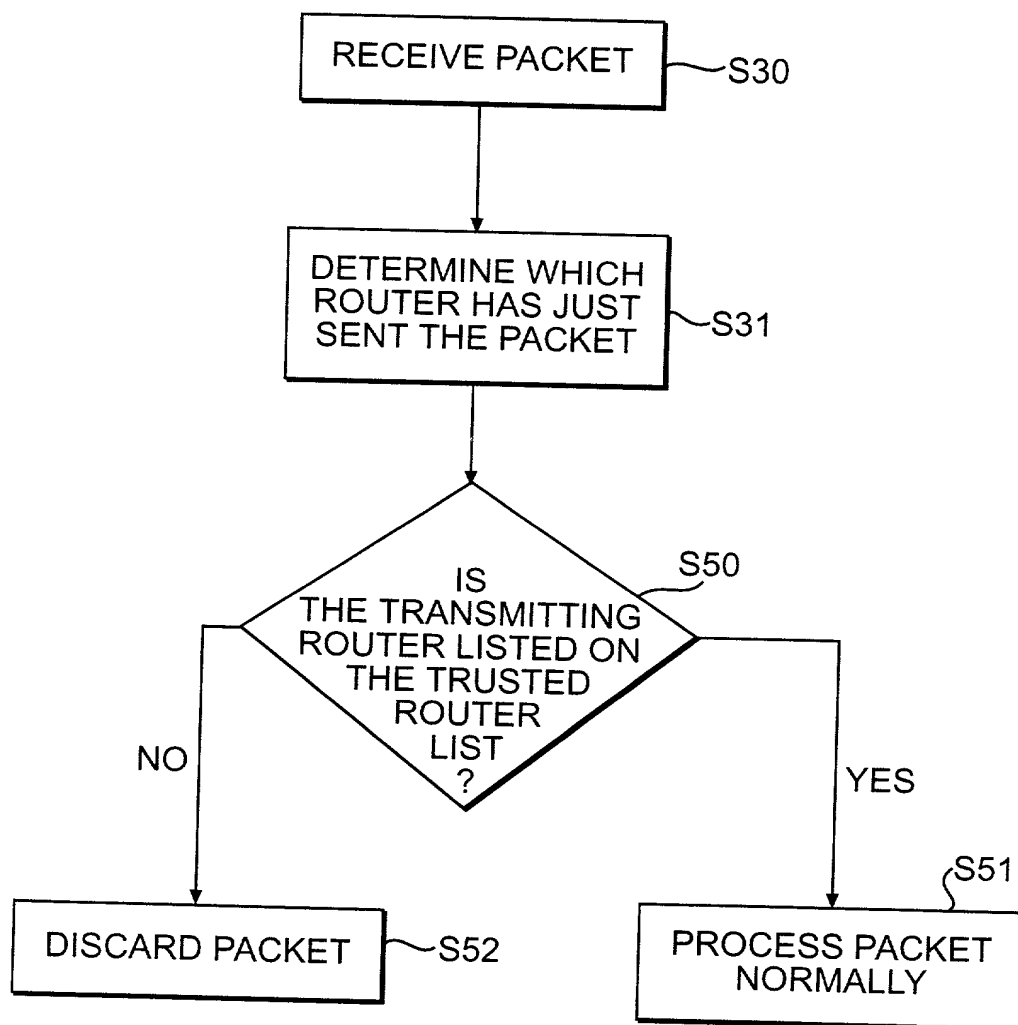 RECEIVE PACKET
S30
DETERMINE WHICH
ROUTER HAS JUST
SENT THE PACKET
S31
S50
IS
THE TRANSMITTING
ROUTER LISTED ON
THE TRUSTED
ROUTER
LIST
?
NO
YES
S51
DISCARD PACKET
S52
PROCESS PACKET
NORMALLY